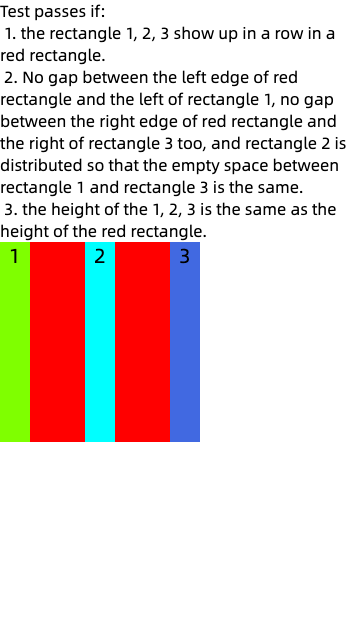 Test passes if:
1. the rectangle 1, 2, 3 show up in a row in a
red rectangle.
2. No gap between the left edge of red
rectangle and the left of rectangle 1, no gap
between the right edge of red rectangle and
the right of rectangle 3 too, and rectangle 2 is
distributed so that the empty space between
rectangle 1 and rectangle 3 is the same.
3. the height of the 1, 2, 3 is the same as the
height of the red rectangle.
1 2 3